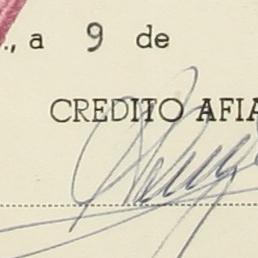 ., a 9 de
CREDITO AFIA